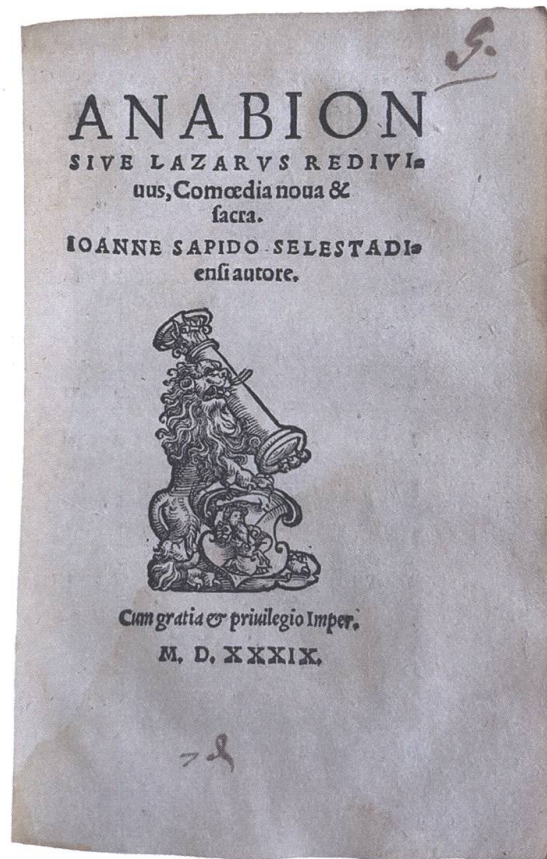 G.
ANABION
SIVE LAZARVS REDIVI⸗
uus, Comœdia noua &
sacra.
IOANNE SAPIDO SELESTADI⸗
ensi autore.
Cum gratia & priuilegio Imper.
M. D. XXXIX.